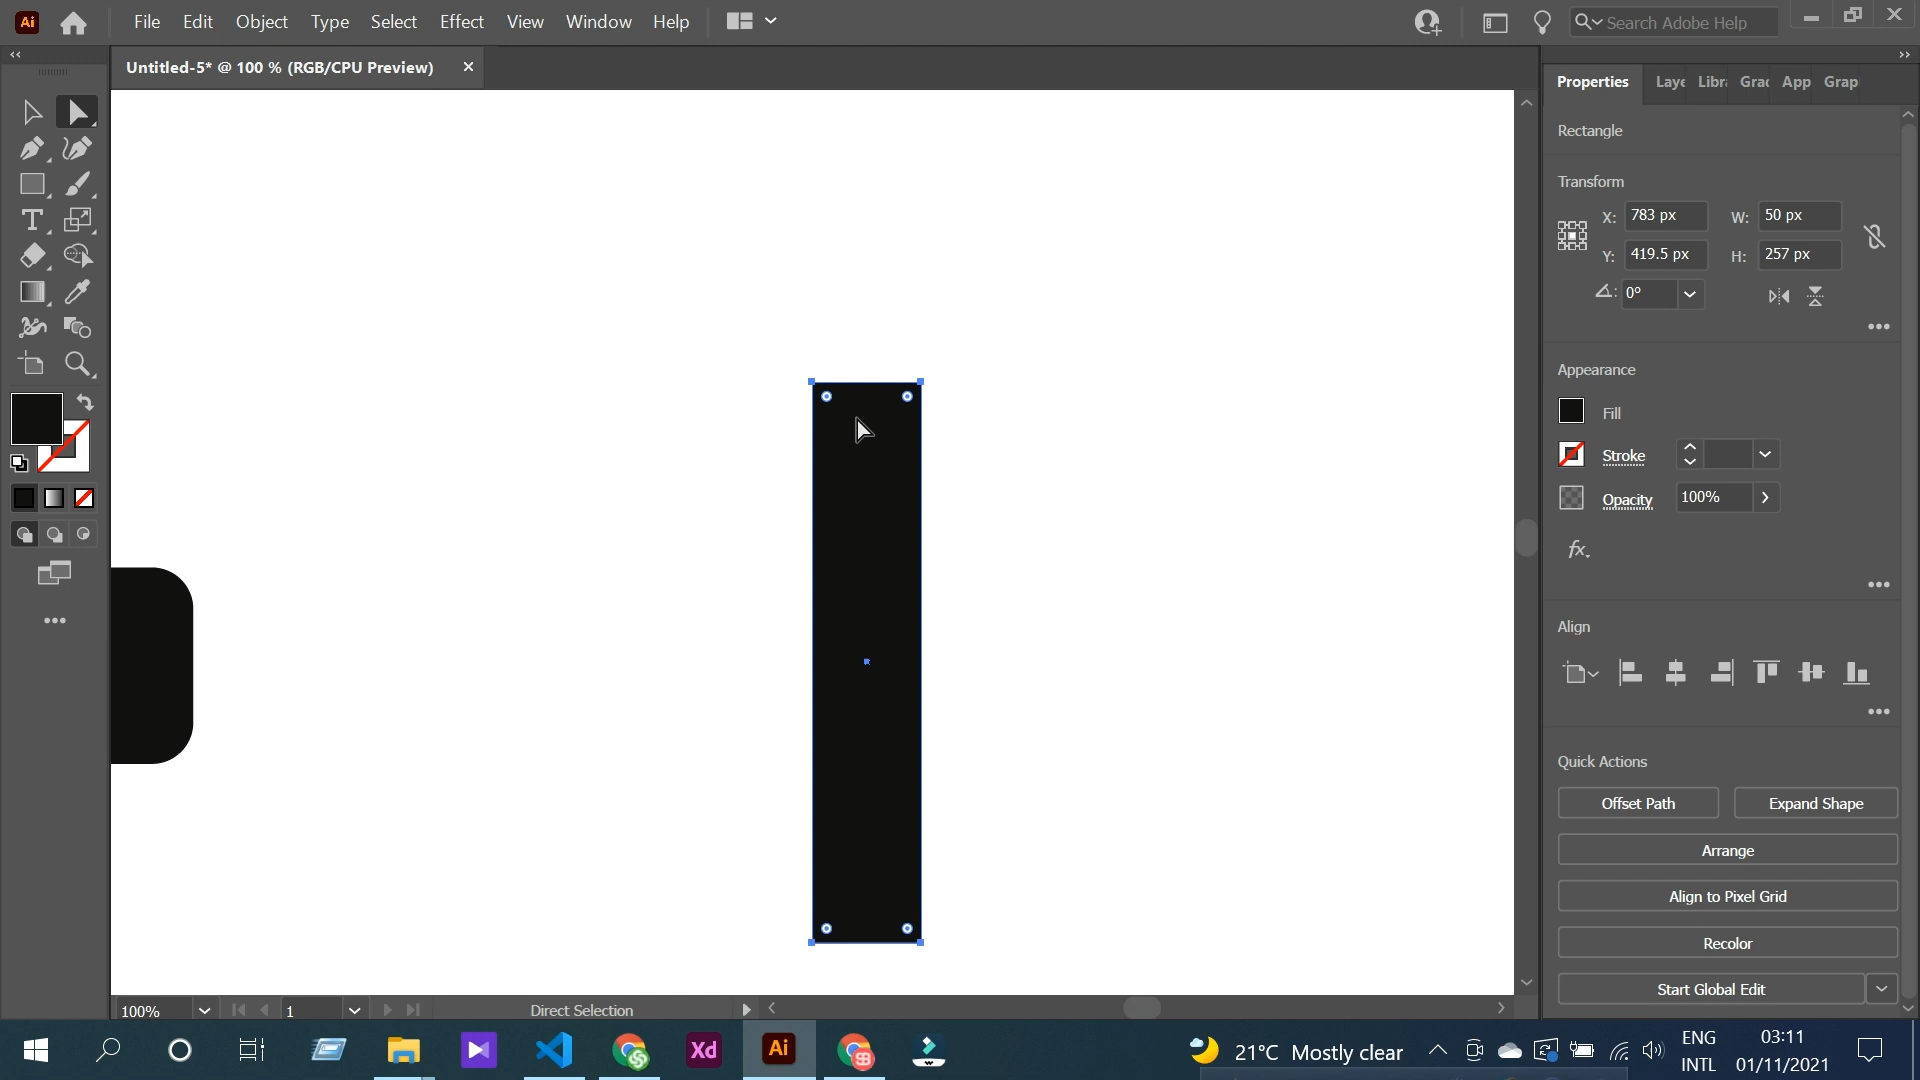 Ai File Edit Object Type Select Effect View Window Help Search Adobe Help
Untitled-5* @ 100 % (RGB/CPU Preview)
Properties Laye Libra Grac App Grap
Rectangle
Transform
X: 783 px W: 50 px
Y: 419.5 px H: 257 px
0°
Appearance
Fill
Stroke
Opacity 100%
fx.
Align
Quick Actions
Offset Path Expand Shape
Arrange
Align to Pixel Grid
Recolor
Start Global Edit
100% 1 Direct Selection
Xd Ai 21°C Mostly clear ENG 03:11
INTL 01/11/2021